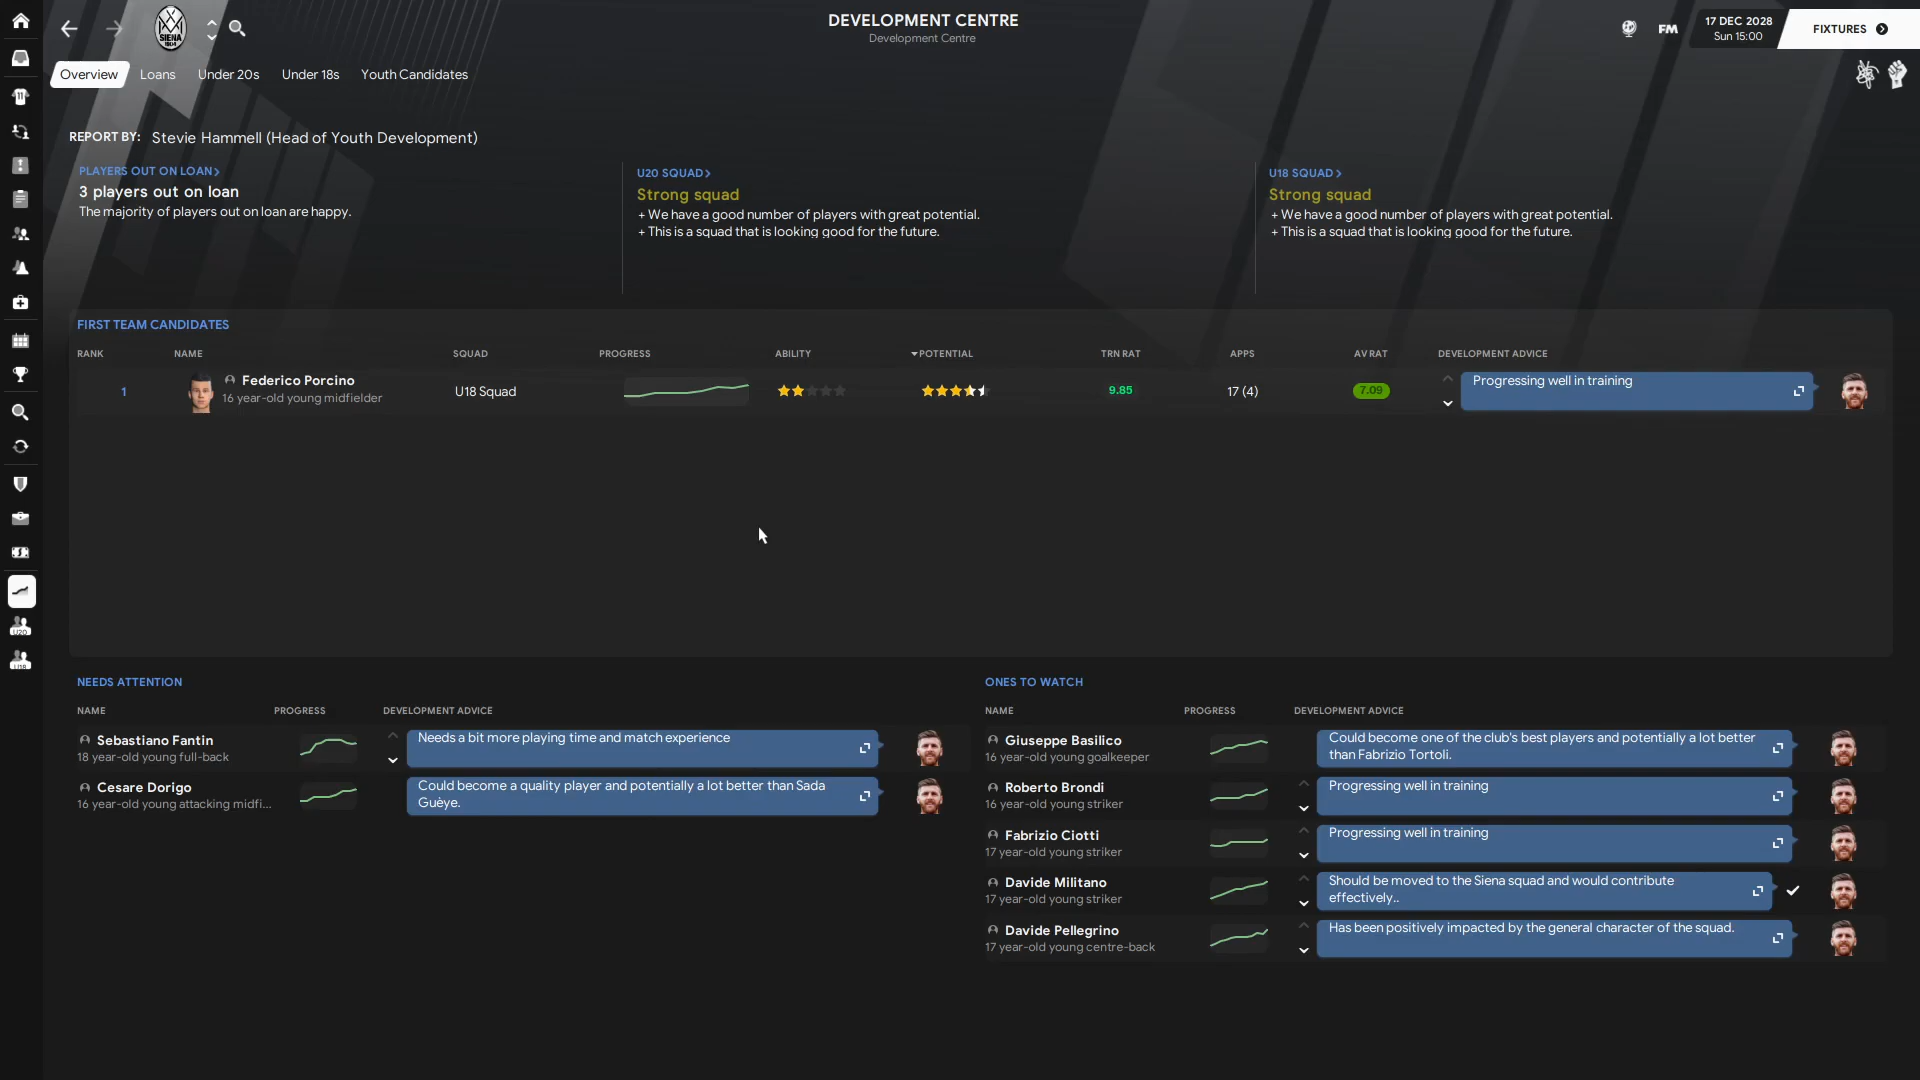 DEVELOPMENT CENTRE
Development Centre
SIENA
1904
FM
17 DEC 2028
Sun 15:00
FIXTURES
Overview
Loans
Under 20s
Under 18s
Youth Candidates
REPORT BY: Stevie Hammell (Head of Youth Development)
PLAYERS OUT ON LOAN>
3 players out on loan
The majority of players out on loan are happy.
U20 SQUAD>
Strong squad
+ We have a good number of players with great potential.
+ This is a squad that is looking good for the future.
U18 SQUAD>
Strong squad
+ We have a good number of players with great potential.
+ This is a squad that is looking good for the future.
FIRST TEAM CANDIDATES
RANK NAME SQUAD PROGRESS ABILITY POTENTIAL TRN RAT APPS AV RAT DEVELOPMENT ADVICE
1 Federico Porcino U18 Squad 9.85 17 (4) 7.09 Progressing well in training
16 year-old young midfielder
NEEDS ATTENTION
NAME PROGRESS DEVELOPMENT ADVICE
Sebastiano Fantin Needs a bit more playing time and match experience
18 year-old young full-back
Cesare Dorigo Could become a quality player and potentially a lot better than Sada
16 year-old young attacking midfi... Guèye.
ONES TO WATCH
NAME PROGRESS DEVELOPMENT ADVICE
Giuseppe Basilico Could become one of the club's best players and potentially a lot better
16 year-old young goalkeeper than Fabrizio Tortoli.
Roberto Brondi Progressing well in training
16 year-old young striker
Fabrizio Ciotti Progressing well in training
17 year-old young striker
Davide Militano Should be moved to the Siena squad and would contribute
17 year-old young striker effectively..
Davide Pellegrino Has been positively impacted by the general character of the squad.
17 year-old young centre-back
11
U20
U18